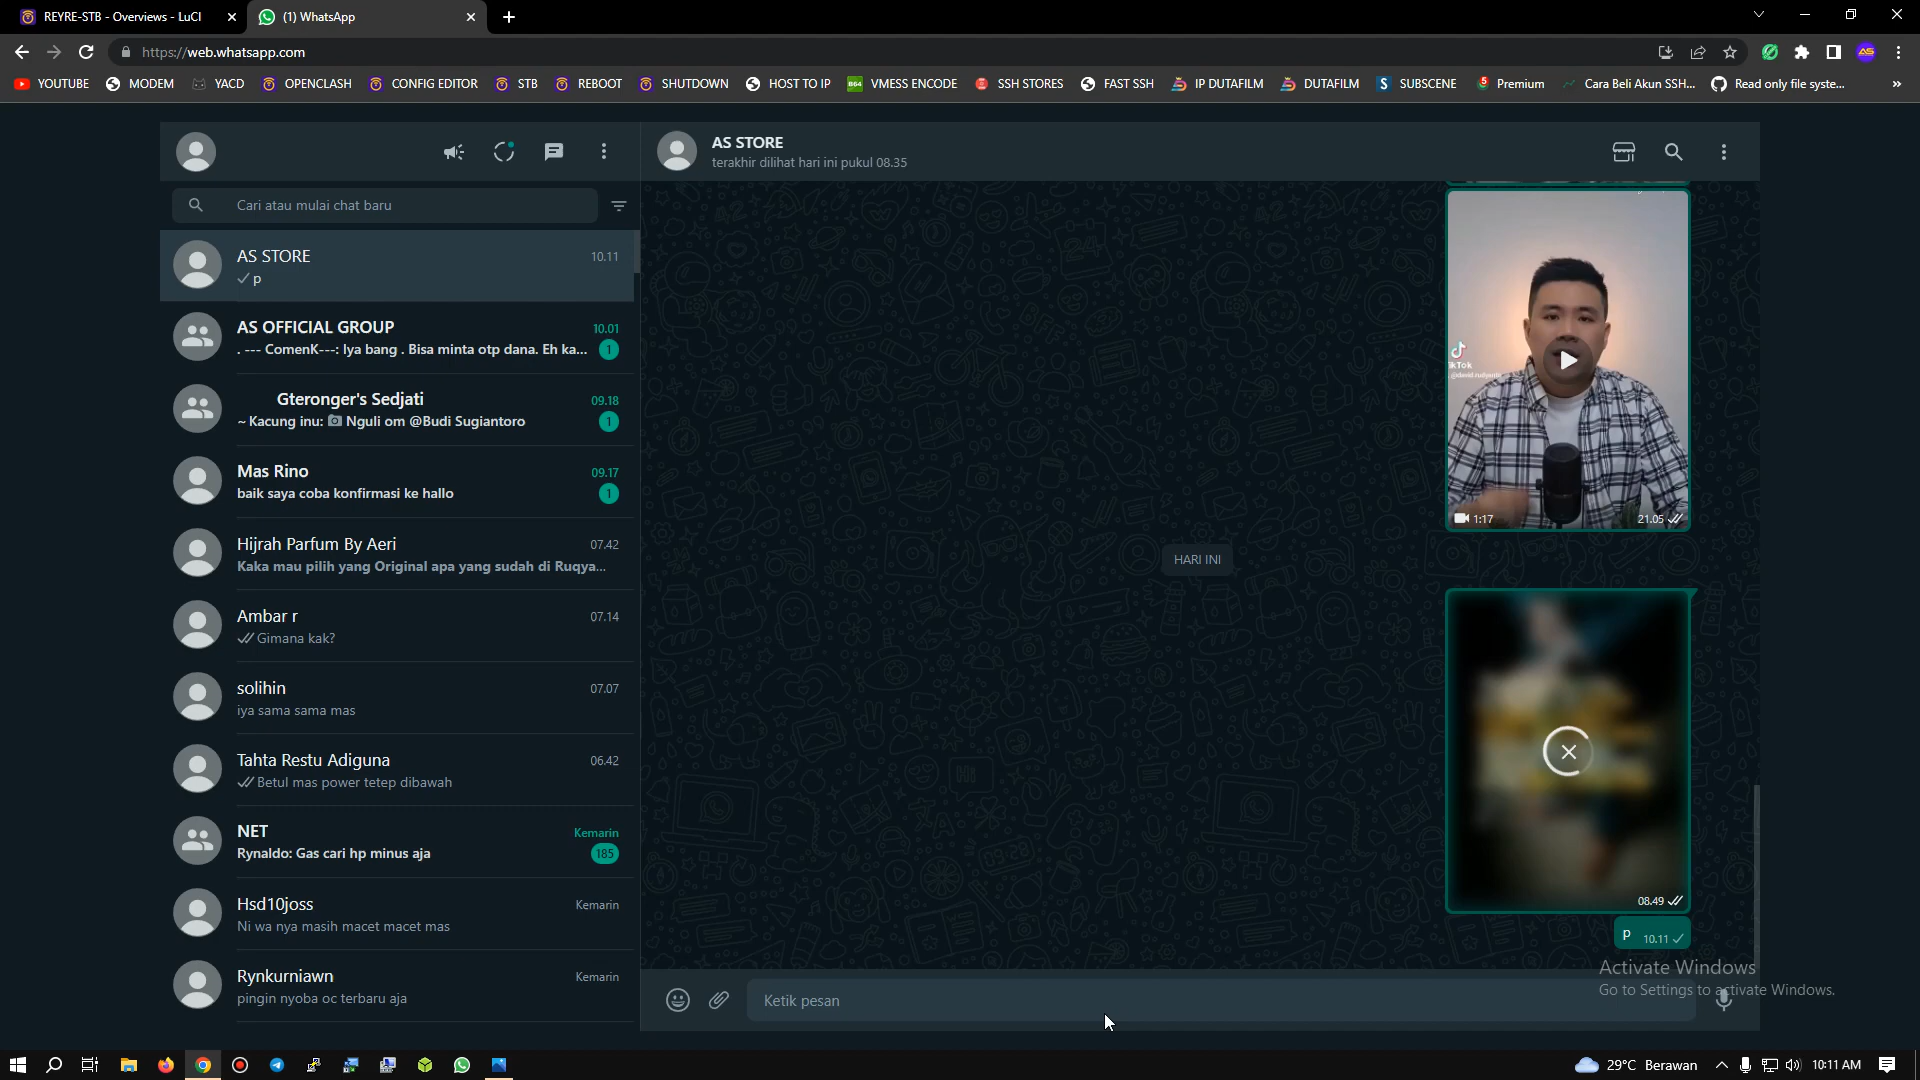 REYRE-STB - Overviews - LuCI
(1) WhatsApp
https://web.whatsapp.com
YOUTUBE MODEM YACD OPENCLASH CONFIG EDITOR STB REBOOT SHUTDOWN HOST TO IP VMESS ENCODE SSH STORES FAST SSH IP DUTAFILM DUTAFILM SUBSCENE Premium Cara Beli Akun SSH... Read only file syste... »
AS STORE
terakhir dilihat hari ini pukul 08.35
Cari atau mulai chat baru
AS STORE 10.11
p
AS OFFICIAL GROUP 10.01
. --- ComenK---: Iya bang . Bisa minta otp dana. Eh ka... 1
Gteronger's Sedjati 09.18
~ Kacung inu: Nguli om @Budi Sugiantoro 1
Mas Rino 09.17
baik saya coba konfirmasi ke hallo 1
Hijrah Parfum By Aeri 07.42
Kaka mau pilih yang Original apa yang sudah di Ruqya...
Ambar r 07.14
Gimana kak?
solihin 07.07
iya sama sama mas
Tahta Restu Adiguna 06.42
Betul mas power tetep dibawah
NET Kemarin
Rynaldo: Gas cari hp minus aja 185
Hsd10joss Kemarin
Ni wa nya masih macet macet mas
Rynkurniawn Kemarin
pingin nyoba oc terbaru aja
1:17 21.05
HARI INI
08.49
p 10.11
Ketik pesan
Activate Windows
Go to Settings to activate Windows.
29°C Berawan 10:11 AM